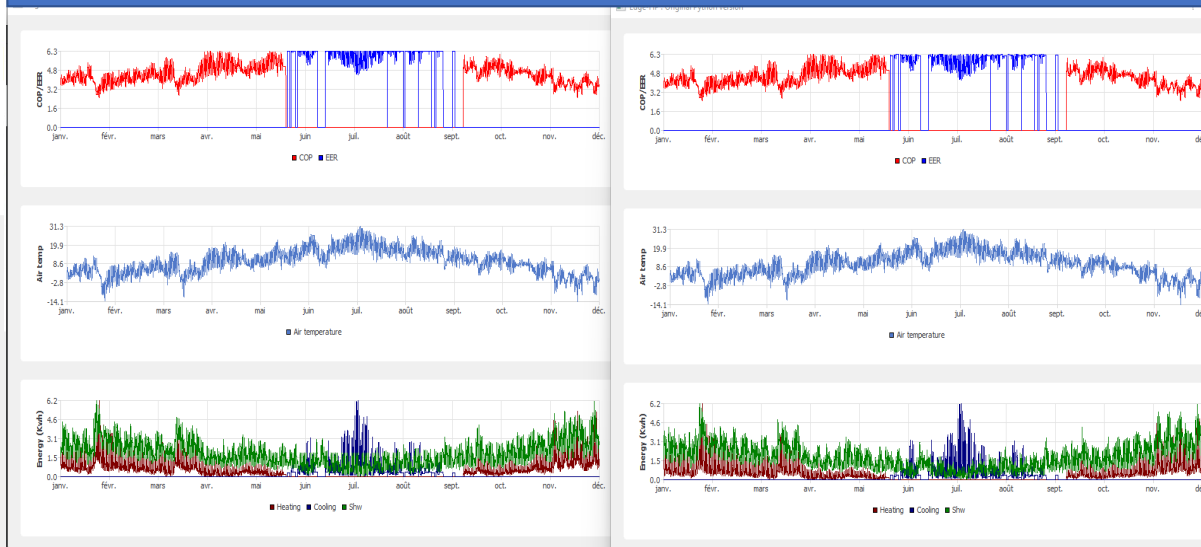 Edge-HP : Original Python version
6.3
4.8
3.2
1.6
0.0
COP/EER
janv. févr. mars avr. mai juin juil. août sept. oct. nov. déc.
COP EER
31.3
19.9
8.6
-2.8
-14.1
Air temp
janv. févr. mars avr. mai juin juil. août sept. oct. nov. déc.
Air temperature
6.2
4.6
3.1
1.5
0.0
Energy (Kwh)
janv. févr. mars avr. mai juin juil. août sept. oct. nov. déc.
Heating Cooling Shw
6.3
4.8
3.2
1.6
0.0
COP/EER
janv. févr. mars avr. mai juin juil. août sept. oct. nov. dé
COP EER
31.3
19.9
8.6
-2.8
-14.1
Air temp
janv. févr. mars avr. mai juin juil. août sept. oct. nov. dé
Air temperature
6.2
4.6
3.1
1.5
0.0
Energy (Kwh)
janv. févr. mars avr. mai juin juil. août sept. oct. nov. dé
Heating Cooling Shw